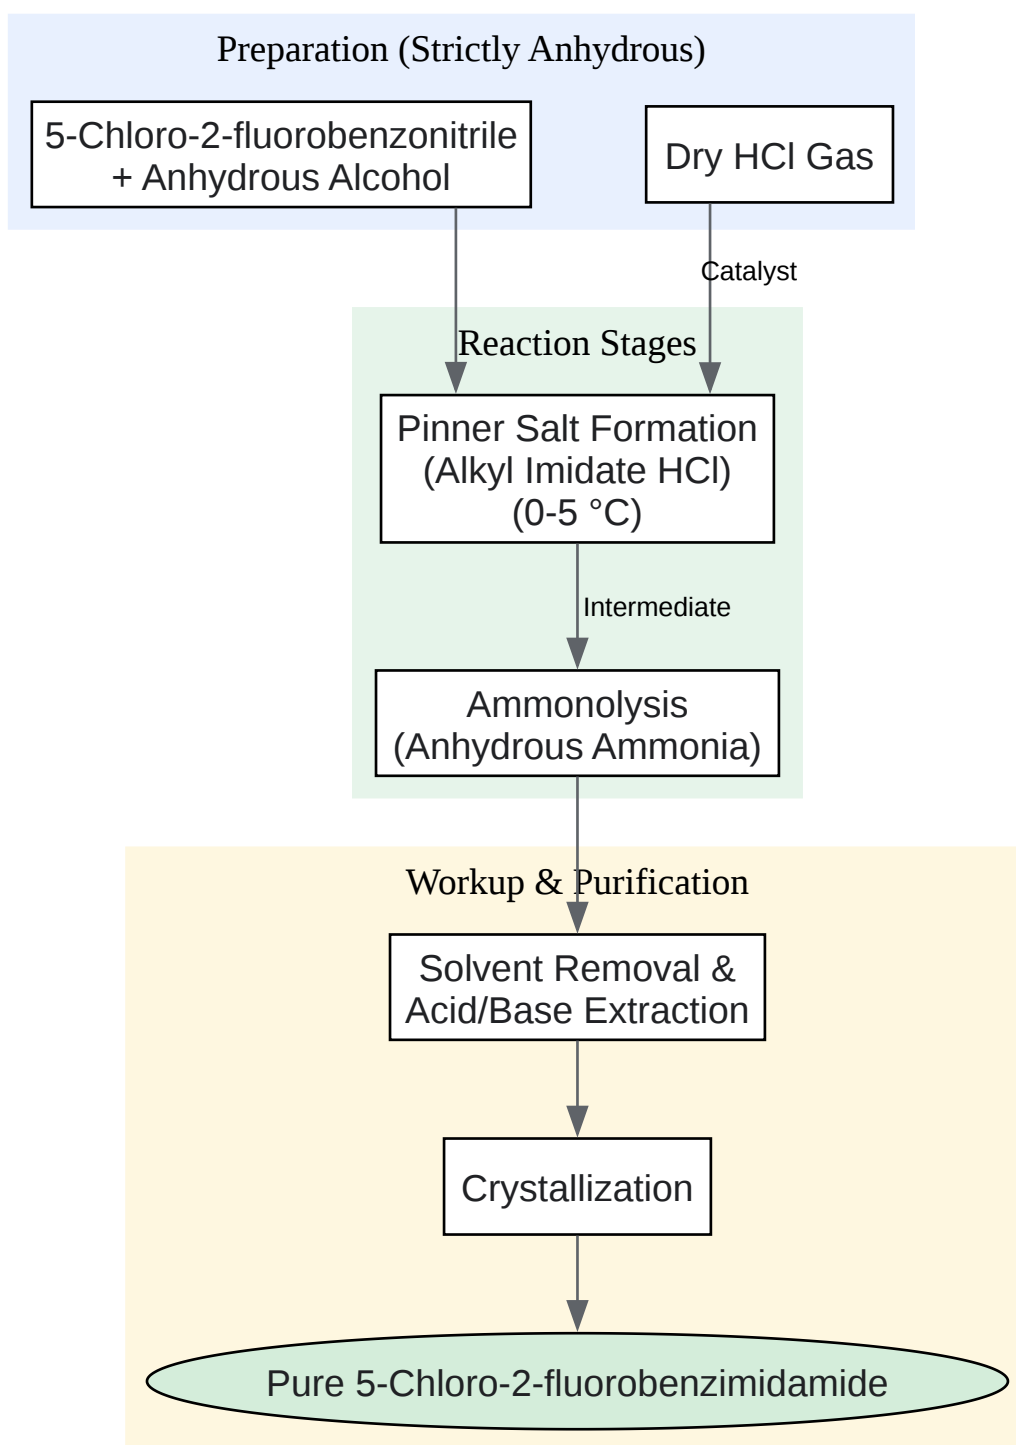 Preparation (Strictly Anhydrous)
5-Chloro-2-fluorobenzonitrile
+ Anhydrous Alcohol
Dry HCl Gas
Catalyst
Reaction Stages
Pinner Salt Formation
(Alkyl Imidate HCl)
(0-5 °C)
Intermediate
Ammonolysis
(Anhydrous Ammonia)
Workup & Purification
Solvent Removal &
Acid/Base Extraction
Crystallization
Pure 5-Chloro-2-fluorobenzimidamide